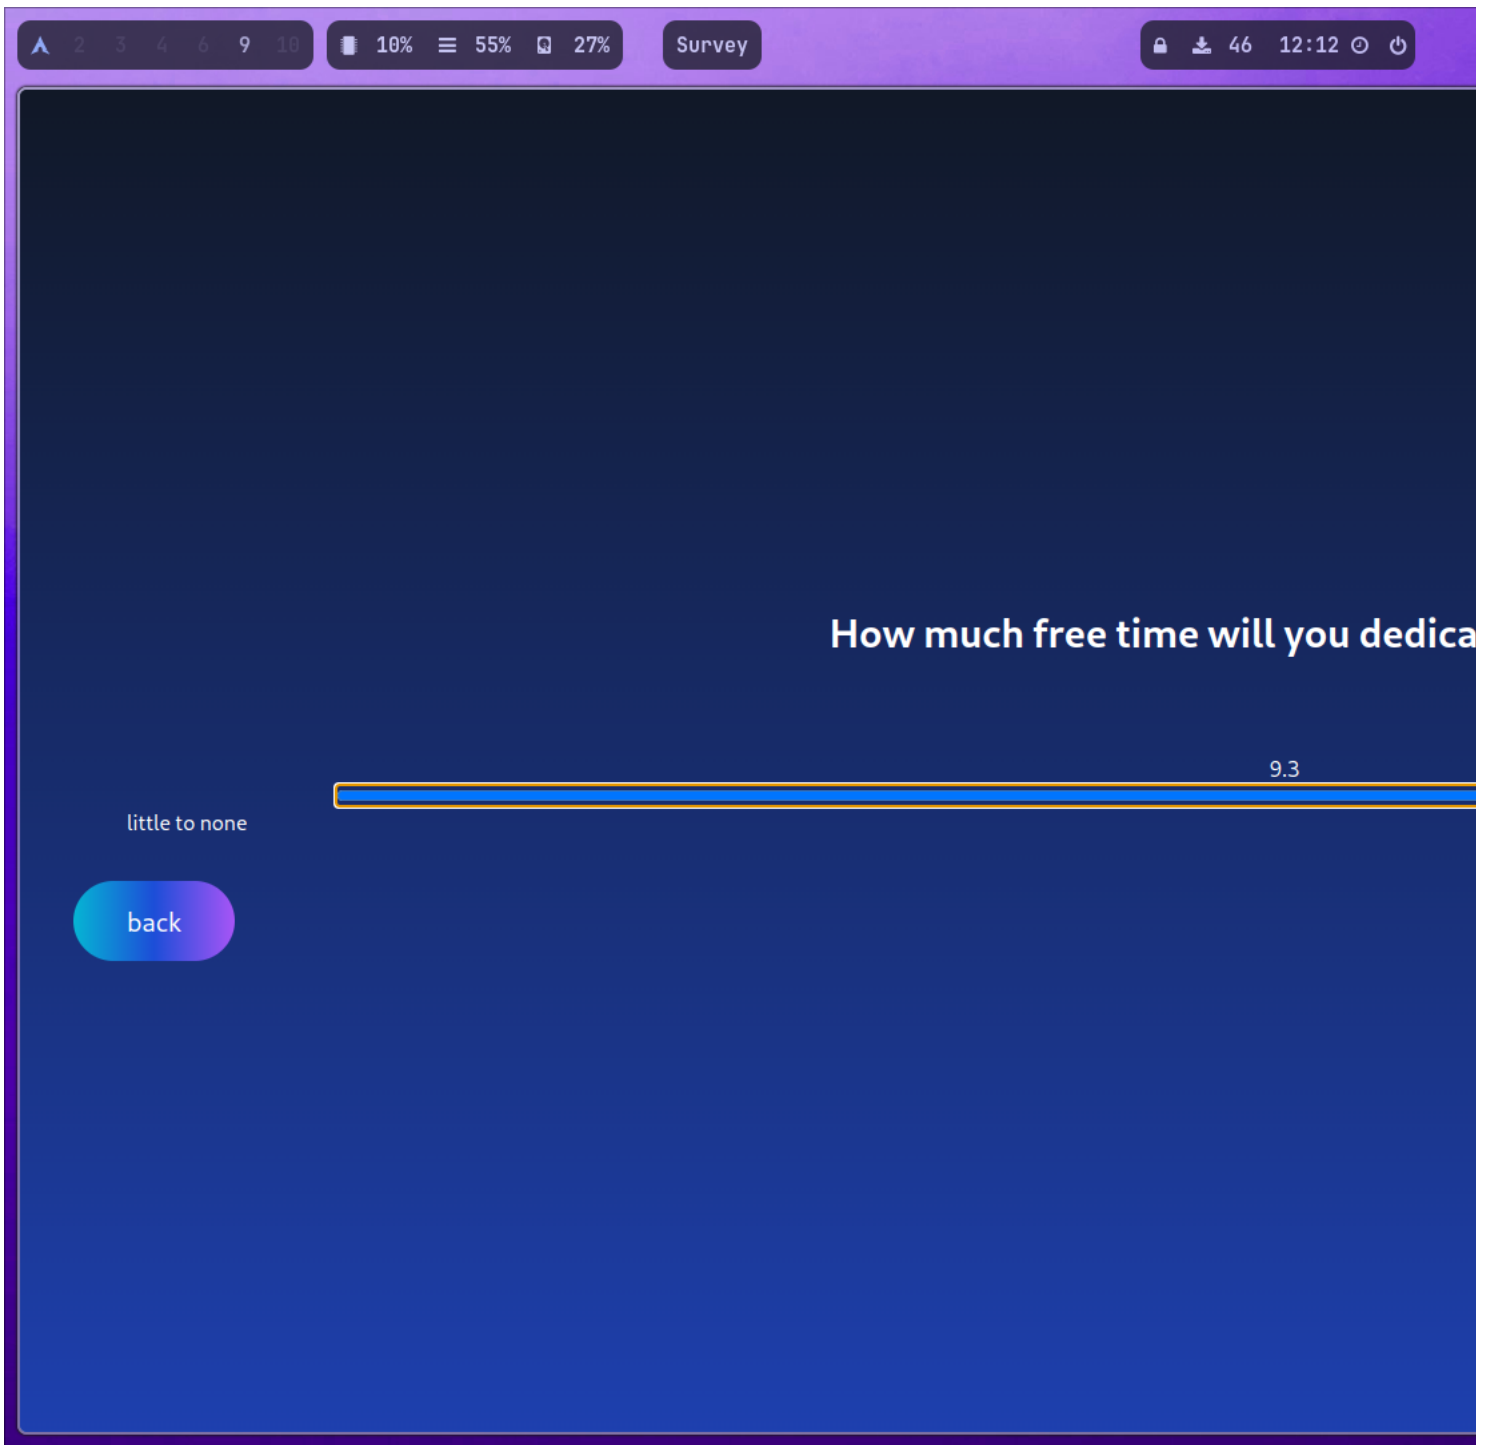 2 3 4 6 9 10 10% 55% 27% Survey 46 12:12
How much free time will you dedica
9.3
little to none
back